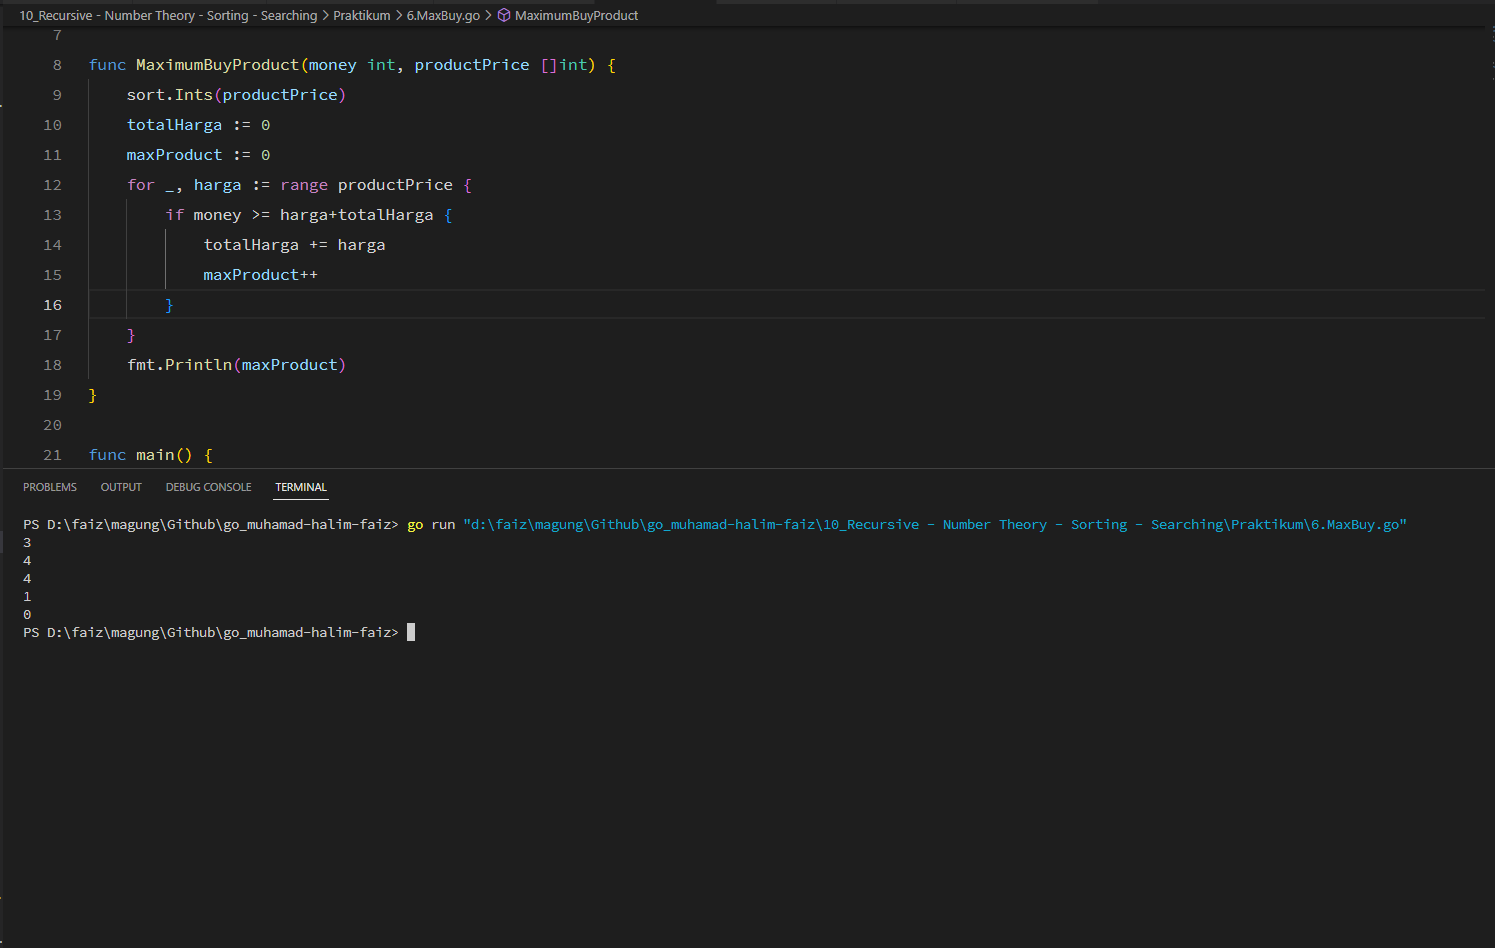 10_Recursive - Number Theory - Sorting - Searching > Praktikum > 6.MaxBuy.go > MaximumBuyProduct
7
8 func MaximumBuyProduct(money int, productPrice []int) {
9 sort.Ints(productPrice)
10 totalHarga := 0
11 maxProduct := 0
12 for _, harga := range productPrice {
13 if money >= harga+totalHarga {
14 totalHarga += harga
15 maxProduct++
16 }
17 }
18 fmt.Println(maxProduct)
19 }
20
21 func main() {
PROBLEMS OUTPUT DEBUG CONSOLE TERMINAL
PS D:\faiz\magung\Github\go_muhamad-halim-faiz> go run "d:\faiz\magung\Github\go_muhamad-halim-faiz\10_Recursive - Number Theory - Sorting - Searching\Praktikum\6.MaxBuy.go"
3
4
4
1
0
PS D:\faiz\magung\Github\go_muhamad-halim-faiz>